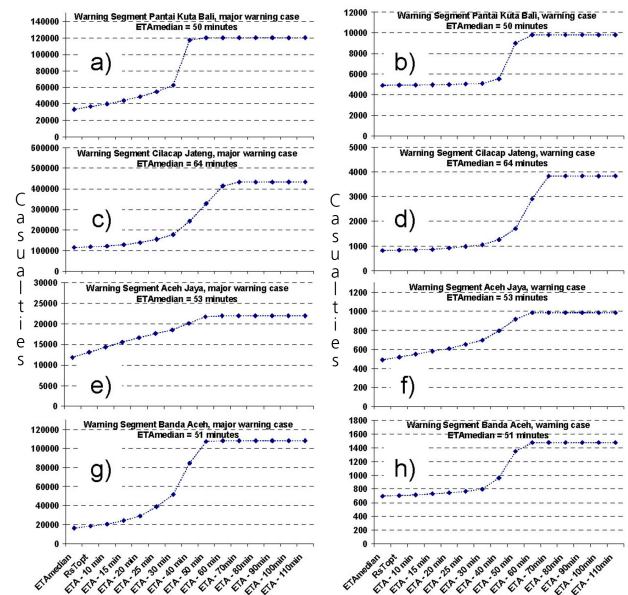 Warning Segment Pantai Kuta Bali, major warning case
ETAmedian = 50 minutes
a)
140000
120000
100000
80000
60000
40000
20000
0
Warning Segment Pantai Kuta Bali, warning case
ETAmedian = 50 minutes
b)
12000
10000
8000
6000
4000
2000
0
Warning Segment Cilacap Jateng, major warning case
ETAmedian = 64 minutes
c)
600000
500000
400000
300000
200000
100000
0
Warning Segment Cilacap Jateng, warning case
ETAmedian = 64 minutes
d)
5000
4000
3000
2000
1000
0
Casualties
Casualties
Warning Segment Aceh Jaya, major warning case
ETAmedian = 53 minutes
e)
30000
25000
20000
15000
10000
5000
0
Warning Segment Aceh Jaya, warning case
ETAmedian = 53 minutes
f)
1200
1000
800
600
400
200
0
Warning Segment Banda Aceh, major warning case
ETAmedian = 51 minutes
g)
120000
100000
80000
60000
40000
20000
0
Warning Segment Banda Aceh, warning case
ETAmedian = 51 minutes
h)
1800
1600
1400
1200
1000
800
600
400
200
0
ETAmedian
RsTopt
ETA - 10 min
ETA - 15 min
ETA - 20 min
ETA - 25 min
ETA - 30 min
ETA - 40 min
ETA - 50 min
ETA - 60 min
ETA - 70min
ETA - 80min
ETA - 90min
ETA - 100min
ETA - 110min
ETAmedian
RsTopt
ETA - 10 min
ETA - 15 min
ETA - 20 min
ETA - 25 min
ETA - 30 min
ETA - 40 min
ETA - 50 min
ETA - 60 min
ETA - 70min
ETA - 80min
ETA - 90min
ETA - 100min
ETA - 110min